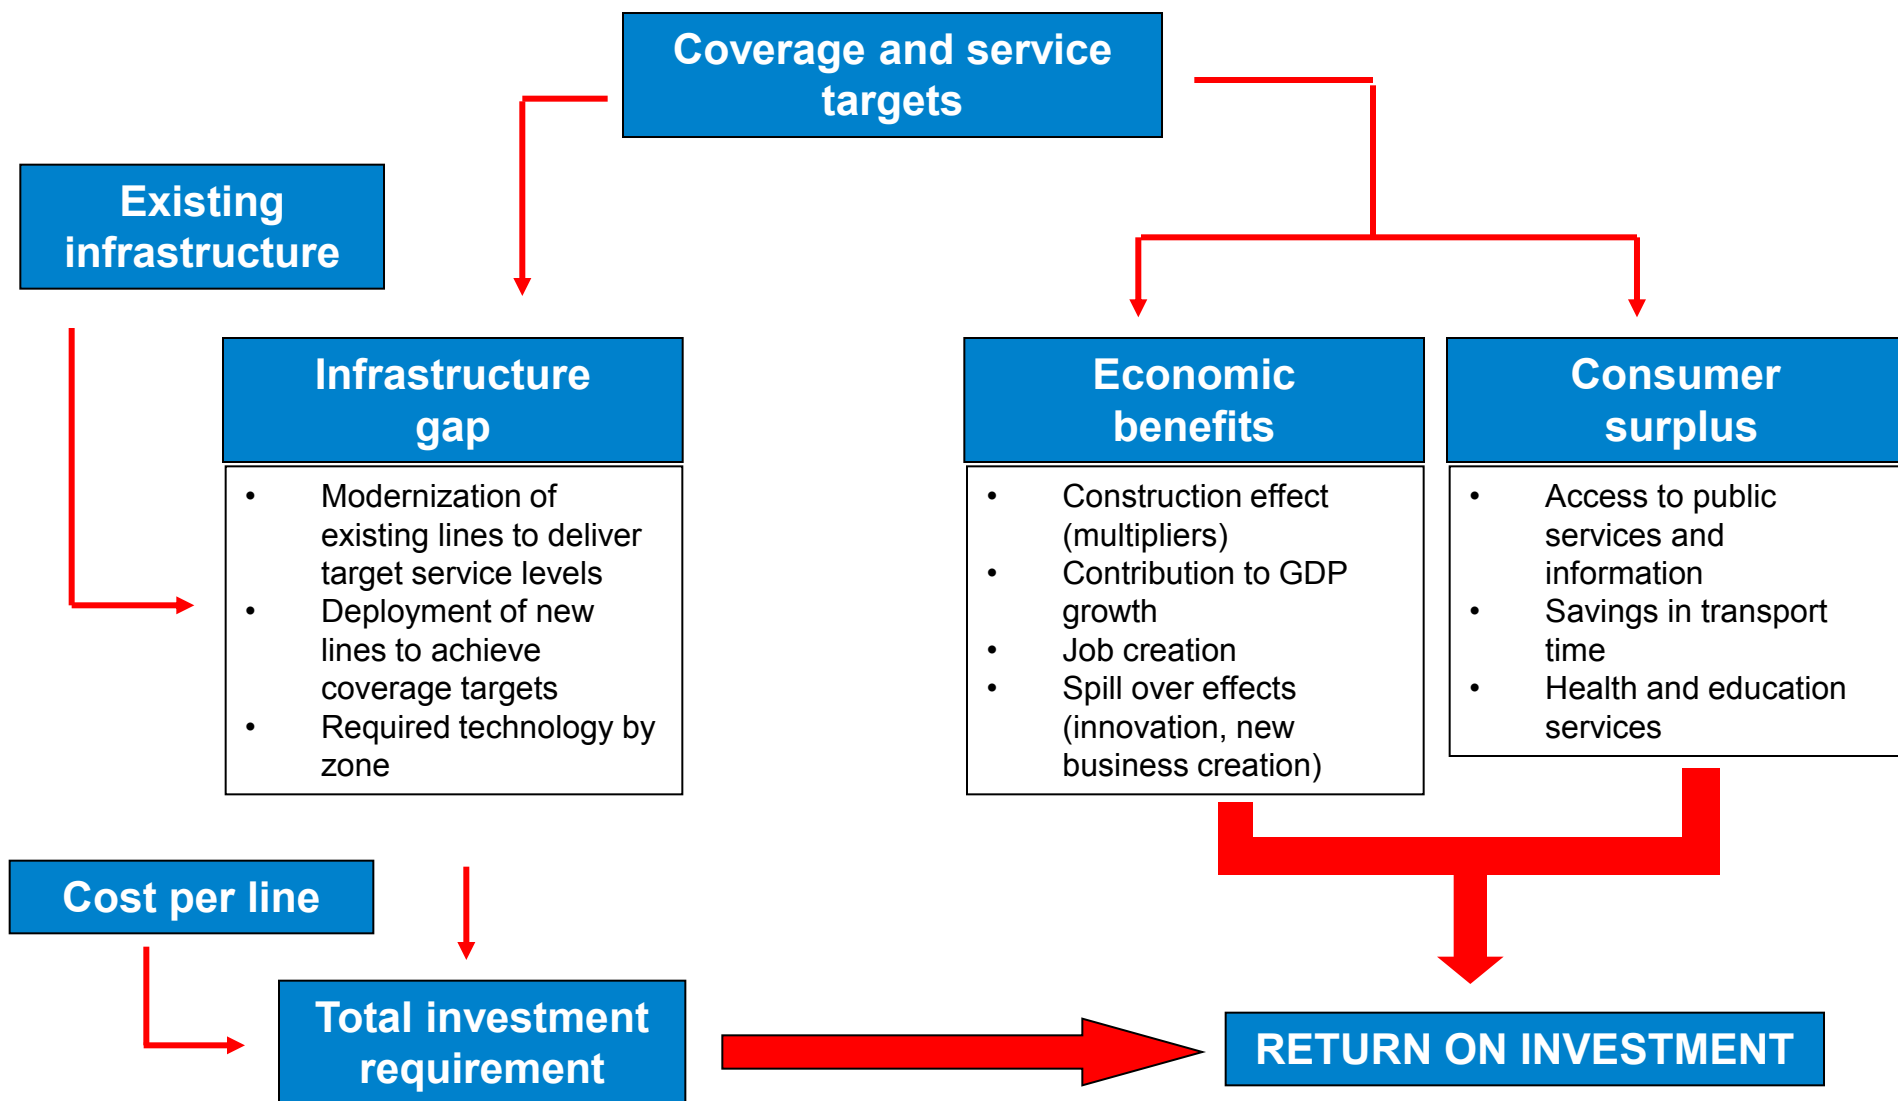 Coverage and service
targets
Existing
infrastructure
Infrastructure
gap
• Modernization of
existing lines to deliver
target service levels
• Deployment of new
lines to achieve
coverage targets
• Required technology by
zone
Economic
benefits
• Construction effect
(multipliers)
• Contribution to GDP
growth
• Job creation
• Spill over effects
(innovation, new
business creation)
Consumer
surplus
• Access to public
services and
information
• Savings in transport
time
• Health and education
services
Cost per line
Total investment
requirement
RETURN ON INVESTMENT